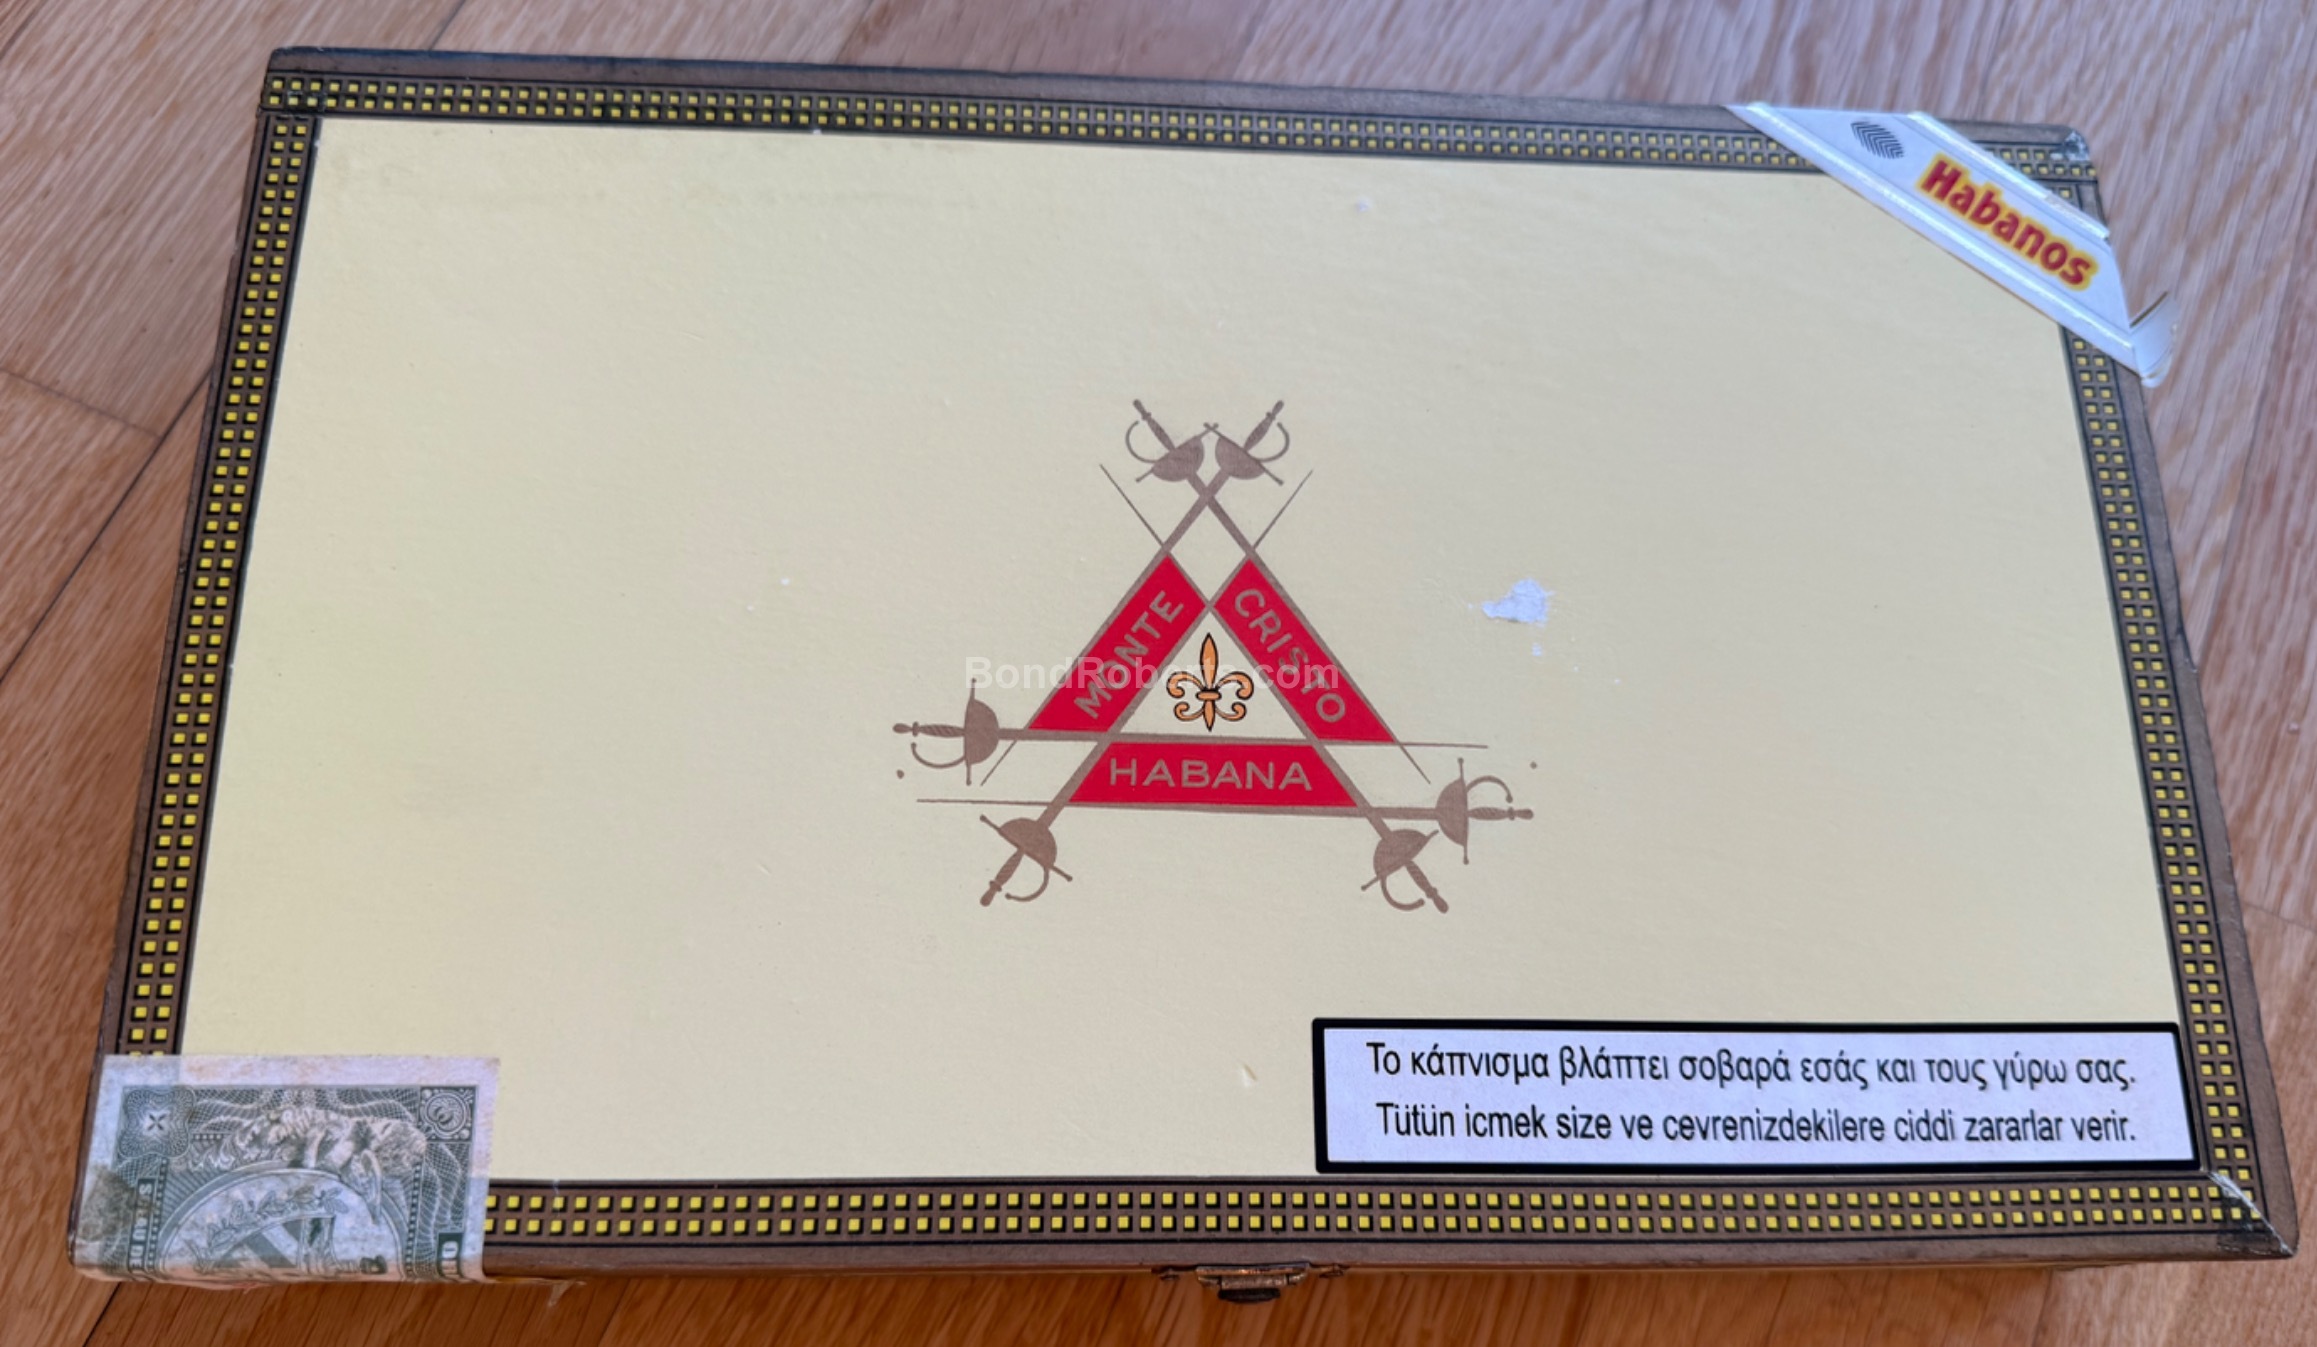 Habanos
MONTE CRISTO
HABANA
BondRoberts.com
Το κάπνισμα βλάπτει σοβαρά εσάς και τους γύρω σας.
Tütün icmek size ve cevrenizdekilere ciddi zararlar verir.